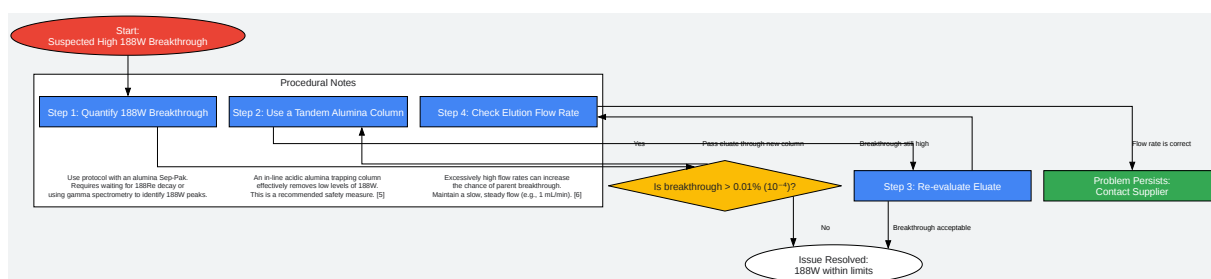 Start:
Suspected High 188W Breakthrough
Procedural Notes
Step 1: Quantify 188W Breakthrough
Step 2: Use a Tandem Alumina Column
Step 4: Check Elution Flow Rate
Yes
Pass eluate through new column
Breakthrough still high
Flow rate is correct
Use protocol with an alumina Sep-Pak.
Requires waiting for 188Re decay or
using gamma spectrometry to identify 188W peaks.
An in-line acidic alumina trapping column
effectively removes low levels of 188W.
This is a recommended safety measure. [5]
Excessively high flow rates can increase
the chance of parent breakthrough.
Maintain a slow, steady flow (e.g., 1 mL/min). [6]
Is breakthrough > 0.01% (10⁻⁴)?
Step 3: Re-evaluate Eluate
Problem Persists:
Contact Supplier
No
Breakthrough acceptable
Issue Resolved:
188W within limits